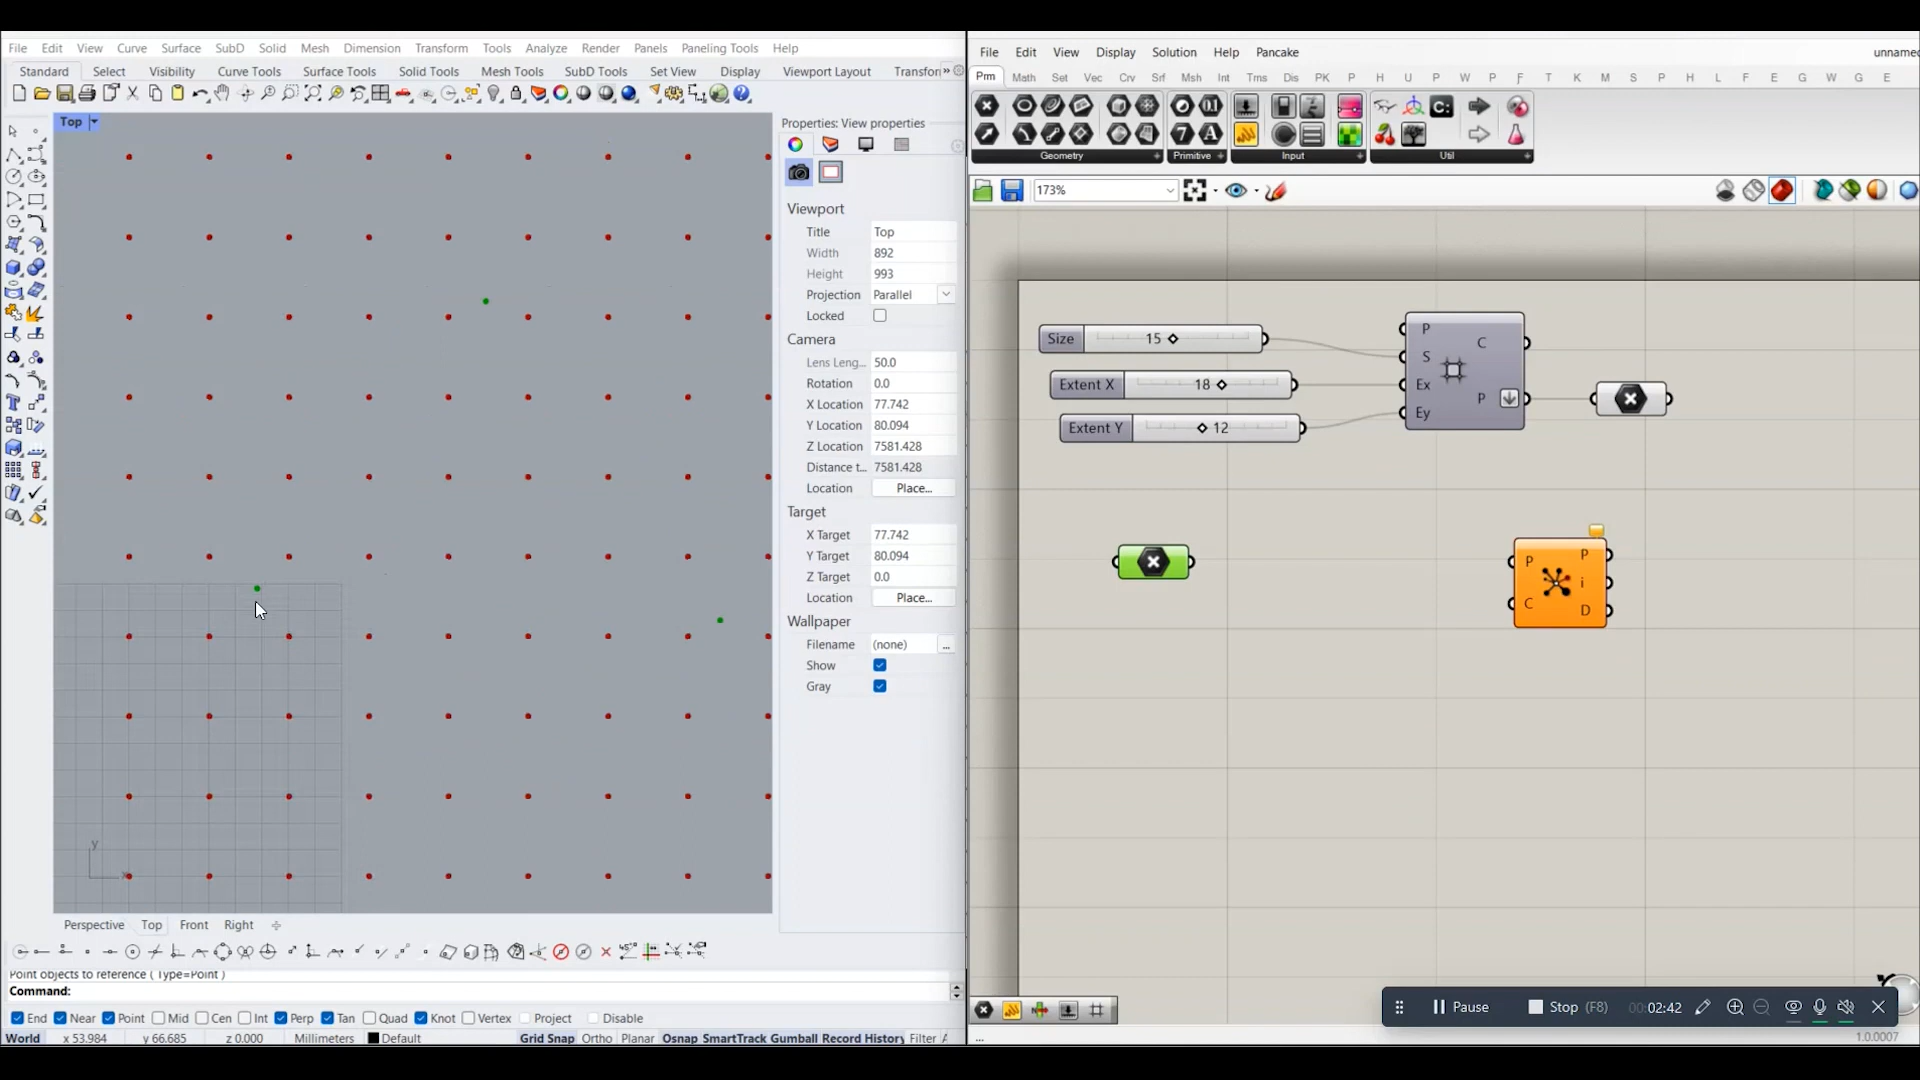 File Edit View Curve Surface SubD Solid Mesh Dimension Transform Tools Analyze Render Panels Paneling Tools Help
Standard Select Visibility Curve Tools Surface Tools Solid Tools Mesh Tools SubD Tools Set View Display Viewport Layout Transfor »
Top
Properties: View properties
Viewport
Title Top
Width 892
Height 993
Projection Parallel
Locked
Camera
Lens Leng... 50.0
Rotation 0.0
X Location 77.742
Y Location 80.094
Z Location 7581.428
Distance t... 7581.428
Location Place...
Target
X Target 77.742
Y Target 80.094
Z Target 0.0
Location Place...
Wallpaper
Filename (none) ...
Show
Gray
y
x
Perspective Top Front Right
Point objects to reference ( Type=Point )
Command:
End Near Point Mid Cen Int Perp Tan Quad Knot Vertex Project Disable
World x 53.984 y 66.685 z 0.000 Millimeters Default Grid Snap Ortho Planar Osnap SmartTrack Gumball Record History Filter
File Edit View Display Solution Help Pancake unnamed
Prm Math Set Vec Crv Srf Msh Int Trns Dis PK P H U P W P F T K M S P H L F T E G W G E
Geometry Primitive Input Util
173%
Size 15
Extent X 18
Extent Y 12
P
S
Ex
Ey
C
P
P
C
P
i
D
Pause Stop (F8) 00:02:42
...
1.0.0007